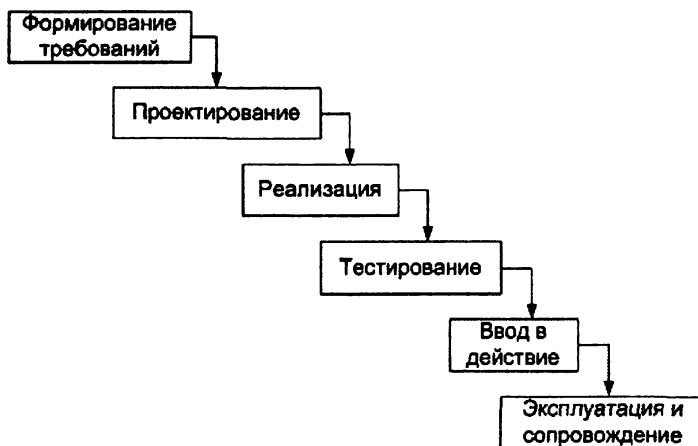 Формирование
требований
Проектирование
Реализация
Тестирование
Ввод в
действие
Эксплуатация и
сопровождение